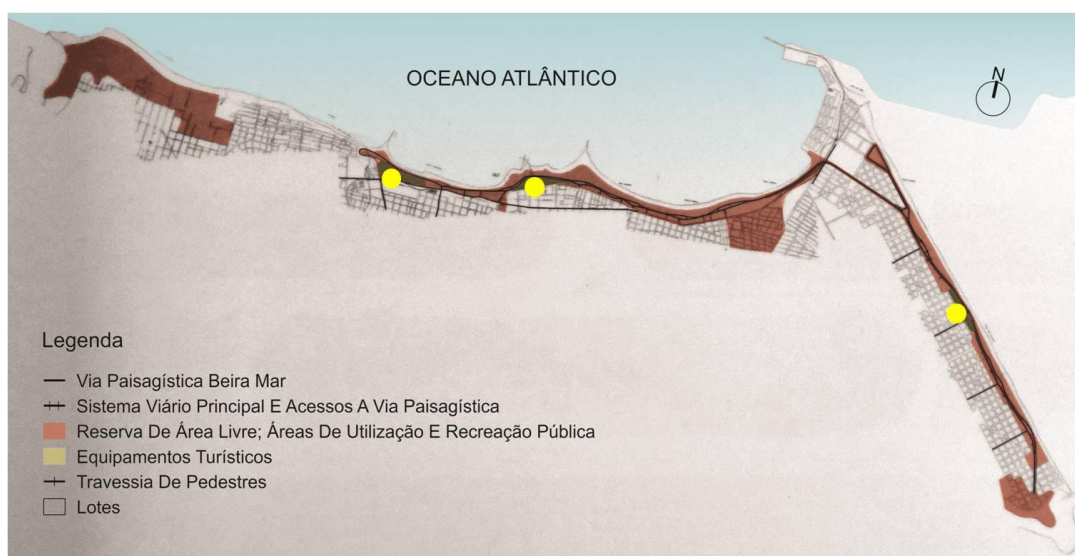 OCEANO ATLÂNTICO
N
Legenda
Via Paisagística Beira Mar
Sistema Viário Principal E Acessos A Via Paisagística
Reserva De Área Livre; Áreas De Utilização E Recreação Pública
Equipamentos Turísticos
Travessia De Pedestres
Lotes